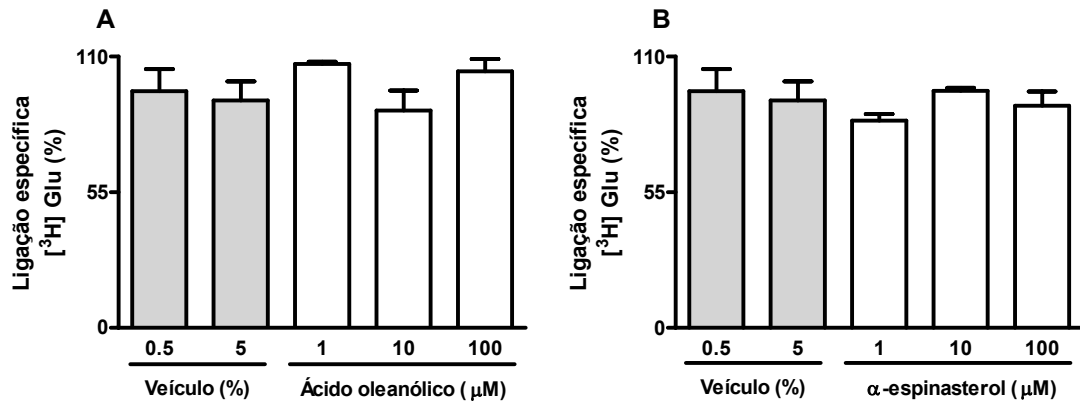 A
Ligação específica
[³H] Glu (%)
110
55
0
0.5 5 1 10 100
Veículo (%) Ácido oleanólico ( μM)
B
Ligação específica
[³H] Glu (%)
110
55
0
0.5 5 1 10 100
Veículo (%) α-espinasterol ( μM)